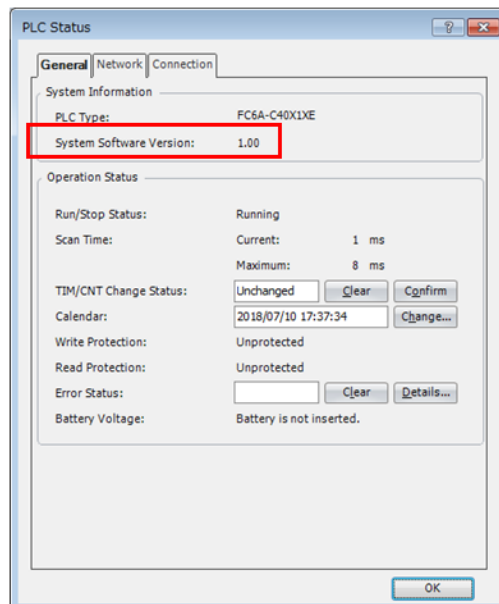 PLC Status
General Network Connection
System Information
PLC Type: FC6A-C40X1XE
System Software Version: 1.00
Operation Status
Run/Stop Status: Running
Scan Time: Current: 1 ms
Maximum: 8 ms
TIM/CNT Change Status: Unchanged Clear Confirm
Calendar: 2018/07/10 17:37:34 Change...
Write Protection: Unprotected
Read Protection: Unprotected
Error Status: Clear Details...
Battery Voltage: Battery is not inserted.
OK